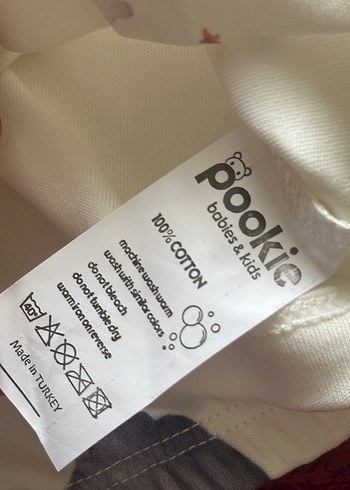 pookie
babies & kids
100% COTTON
machine wash warm
wash with similar colors
do not bleach
do not tumble dry
warm iron on reverse
40°
Made in TURKEY